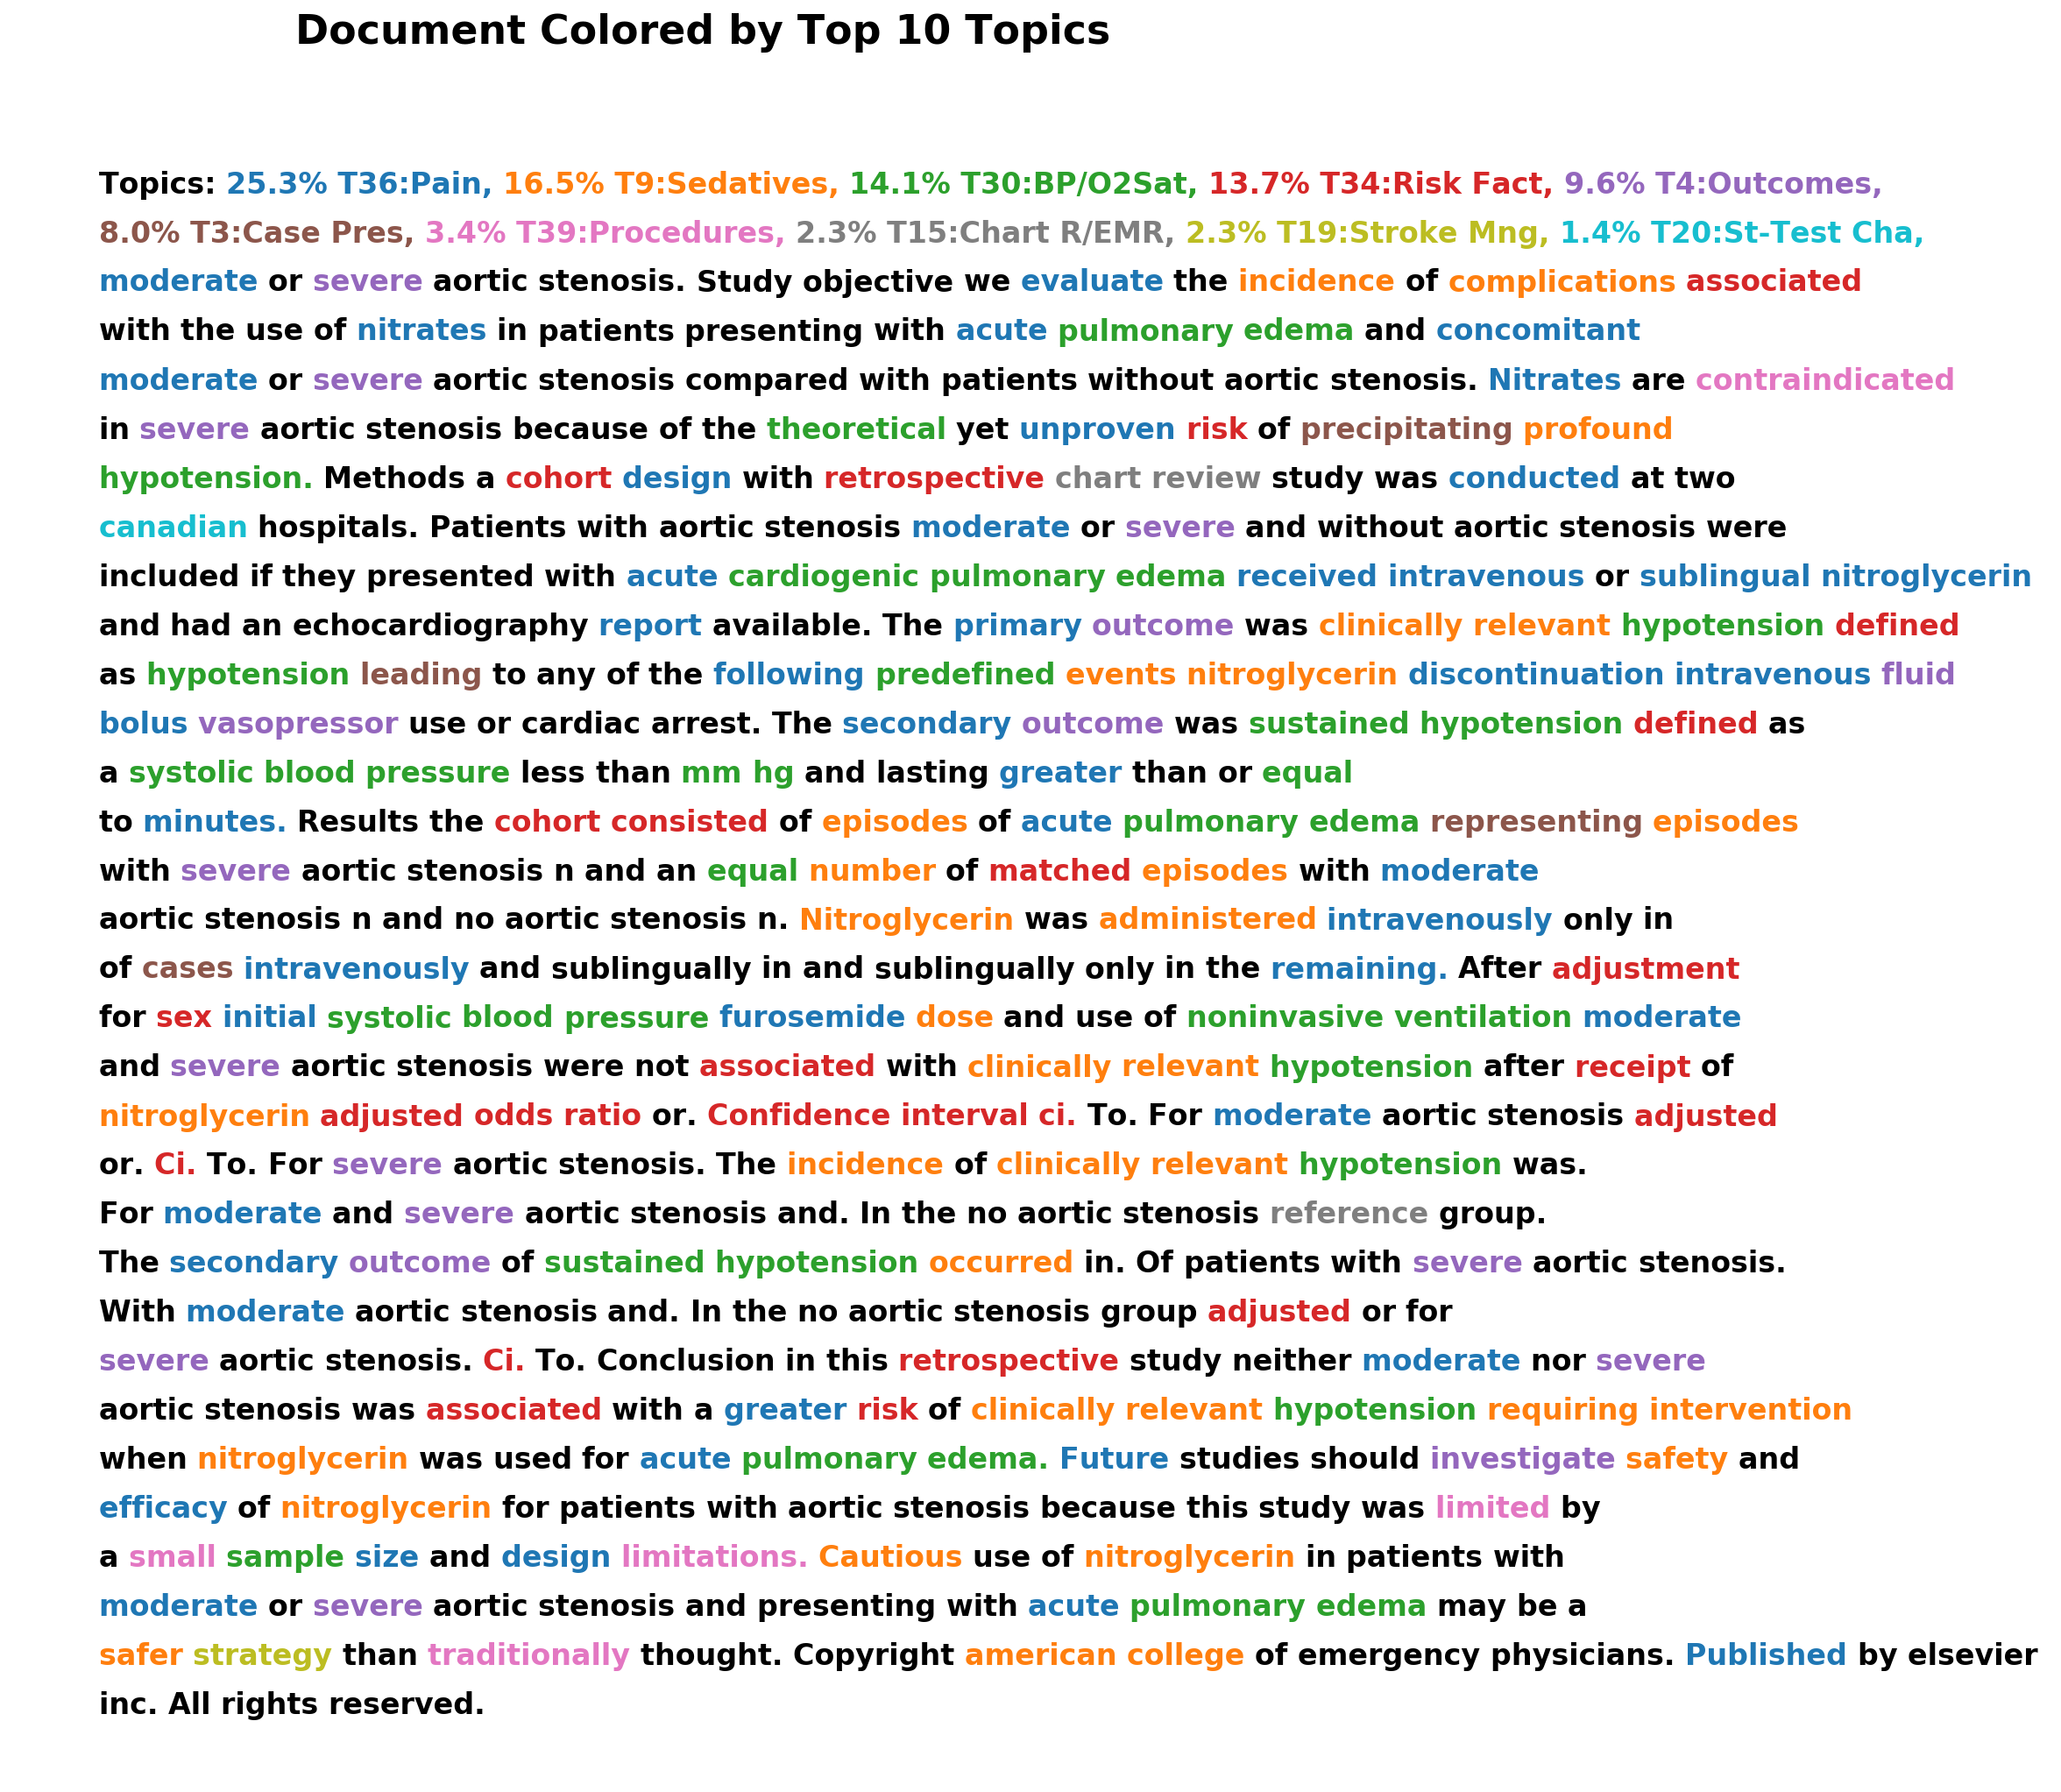 Document Colored by Top 10 Topics
Topics: 25.3% T36:Pain, 16.5% T9:Sedatives, 14.1% T30:BP/O2Sat, 13.7% T34:Risk Fact, 9.6% T4:Outcomes,
8.0% T3:Case Pres, 3.4% T39:Procedures, 2.3% T15:Chart R/EMR, 2.3% T19:Stroke Mng, 1.4% T20:St-Test Cha,
moderate or severe aortic stenosis. Study objective we evaluate the incidence of complications associated
with the use of nitrates in patients presenting with acute pulmonary edema and concomitant
moderate or severe aortic stenosis compared with patients without aortic stenosis. Nitrates are contraindicated
in severe aortic stenosis because of the theoretical yet unproven risk of precipitating profound
hypotension. Methods a cohort design with retrospective chart review study was conducted at two
canadian hospitals. Patients with aortic stenosis moderate or severe and without aortic stenosis were
included if they presented with acute cardiogenic pulmonary edema received intravenous or sublingual nitroglycerin
and had an echocardiography report available. The primary outcome was clinically relevant hypotension defined
as hypotension leading to any of the following predefined events nitroglycerin discontinuation intravenous fluid
bolus vasopressor use or cardiac arrest. The secondary outcome was sustained hypotension defined as
a systolic blood pressure less than mm hg and lasting greater than or equal
to minutes. Results the cohort consisted of episodes of acute pulmonary edema representing episodes
with severe aortic stenosis n and an equal number of matched episodes with moderate
aortic stenosis n and no aortic stenosis n. Nitroglycerin was administered intravenously only in
of cases intravenously and sublingually in and sublingually only in the remaining. After adjustment
for sex initial systolic blood pressure furosemide dose and use of noninvasive ventilation moderate
and severe aortic stenosis were not associated with clinically relevant hypotension after receipt of
nitroglycerin adjusted odds ratio or. Confidence interval ci. To. For moderate aortic stenosis adjusted
or. Ci. To. For severe aortic stenosis. The incidence of clinically relevant hypotension was.
For moderate and severe aortic stenosis and. In the no aortic stenosis reference group.
The secondary outcome of sustained hypotension occurred in. Of patients with severe aortic stenosis.
With moderate aortic stenosis and. In the no aortic stenosis group adjusted or for
severe aortic stenosis. Ci. To. Conclusion in this retrospective study neither moderate nor severe
aortic stenosis was associated with a greater risk of clinically relevant hypotension requiring intervention
when nitroglycerin was used for acute pulmonary edema. Future studies should investigate safety and
efficacy of nitroglycerin for patients with aortic stenosis because this study was limited by
a small sample size and design limitations. Cautious use of nitroglycerin in patients with
moderate or severe aortic stenosis and presenting with acute pulmonary edema may be a
safer strategy than traditionally thought. Copyright american college of emergency physicians. Published by elsevier
inc. All rights reserved.